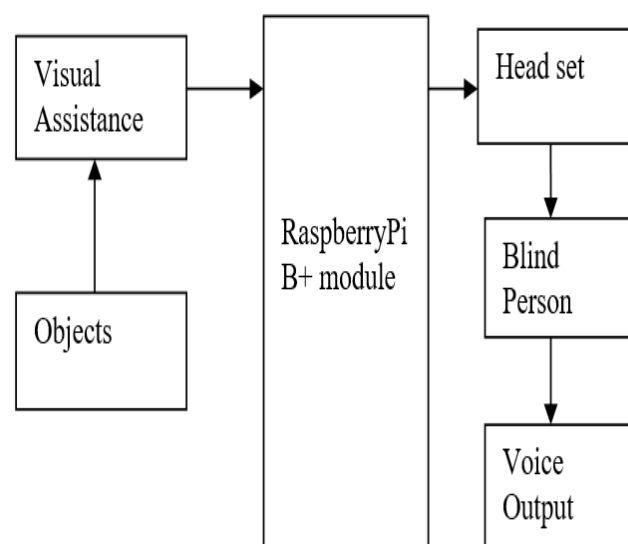 Visual
Assistance
Objects
RaspberryPi
B+ module
Head set
Blind
Person
Voice
Output